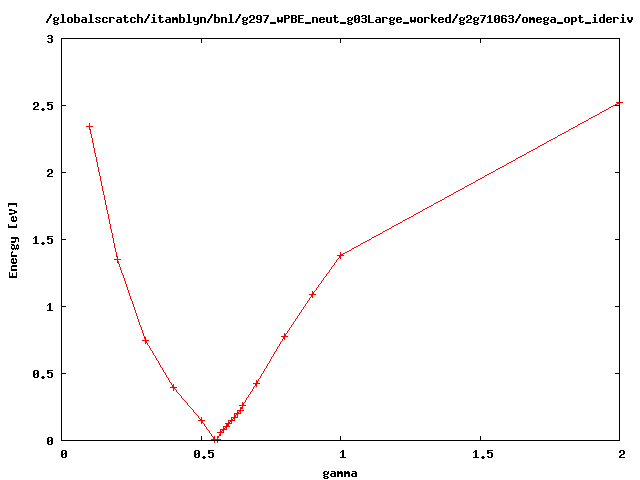 /globalscratch/itamblyn/bnl/g297_wPBE_neut_g03Large_worked/g2g71063/omega_opt_ideriv
3
2.5
2
1.5
1
0.5
0
Energy [eV]
0 0.5 1 1.5 2
gamma